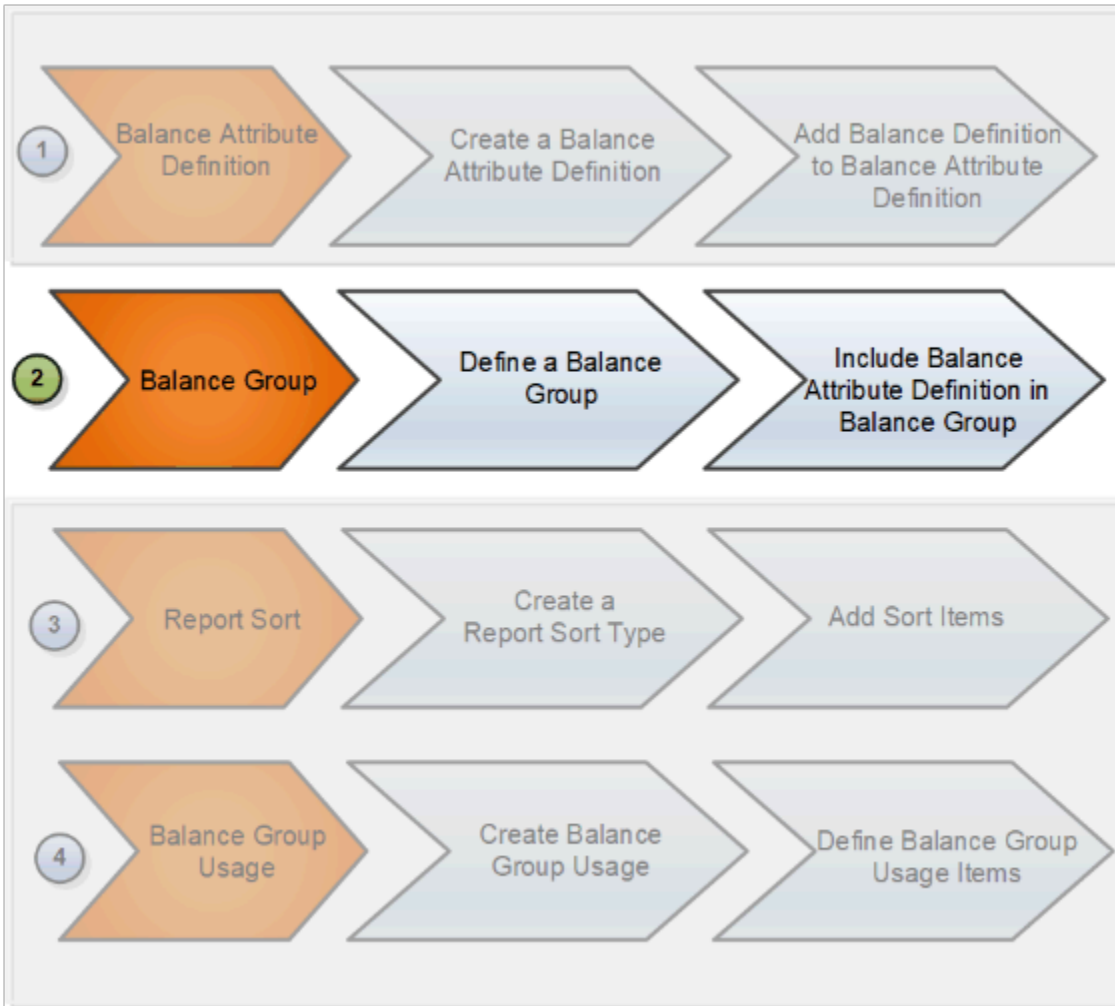 1
Balance Attribute
Definition
Create a Balance
Attribute Definition
Add Balance Definition
to Balance Attribute
Definition
2
Balance Group
Define a Balance
Group
Include Balance
Attribute Definition in
Balance Group
3
Report Sort
Create a
Report Sort Type
Add Sort Items
4
Balance Group
Usage
Create Balance
Group Usage
Define Balance Group
Usage Items